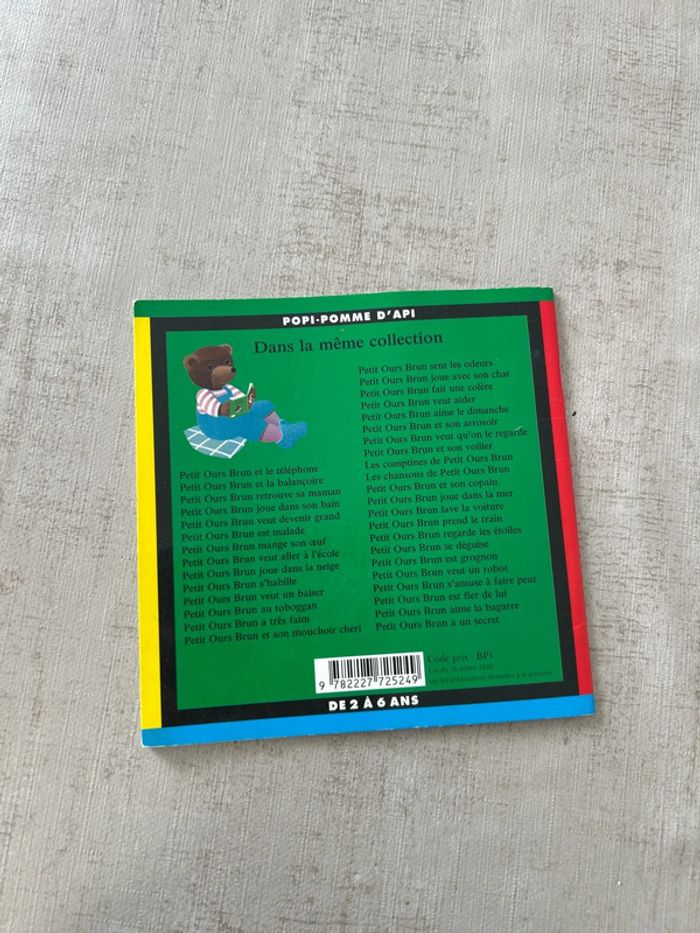 POPI-POMME D'API
Dans la même collection
Petit Ours Brun et le téléphone
Petit Ours Brun et la balançoire
Petit Ours Brun retrouve sa maman
Petit Ours Brun joue dans son bain
Petit Ours Brun veut devenir grand
Petit Ours Brun est malade
Petit Ours Brun mange son œuf
Petit Ours Brun veut aller à l'école
Petit Ours Brun joue dans la neige
Petit Ours Brun s'habille
Petit Ours Brun veut un baiser
Petit Ours Brun au toboggan
Petit Ours Brun a très faim
Petit Ours Brun et son mouchoir chéri
Petit Ours Brun sent les odeurs
Petit Ours Brun joue avec son chat
Petit Ours Brun fait une colère
Petit Ours Brun veut aider
Petit Ours Brun aime le dimanche
Petit Ours Brun et son arrosoir
Petit Ours Brun veut qu'on le regarde
Petit Ours Brun et son voilier
Les comptines de Petit Ours Brun
Les chansons de Petit Ours Brun
Petit Ours Brun et son copain
Petit Ours Brun joue dans la mer
Petit Ours Brun lave la voiture
Petit Ours Brun prend le train
Petit Ours Brun regarde les étoiles
Petit Ours Brun se déguise
Petit Ours Brun est grognon
Petit Ours Brun veut un robot
Petit Ours Brun s'amuse à faire peur
Petit Ours Brun est fier de lui
Petit Ours Brun aime la bagarre
Petit Ours Brun a un secret
9 782227 725249
Code prix : BP1
Loi du 16 juillet 1949
sur les publications destinées à la jeunesse.
DE 2 À 6 ANS